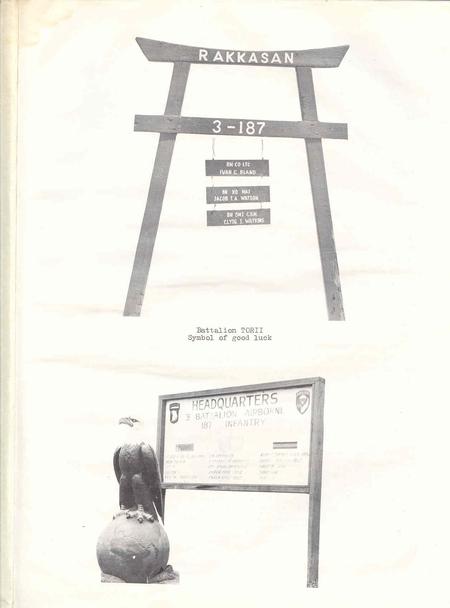 RAKKASAN
3-187
BN CO LTC
IVAN C. BLAND
BN XO MAJ
JACOB T.A. WATSON
BN SMJ CSM
CLYDE I. WATKINS
Battalion TORII
Symbol of good luck
HEADQUARTERS
3 BATTALION AIRBORNE
187 INFANTRY